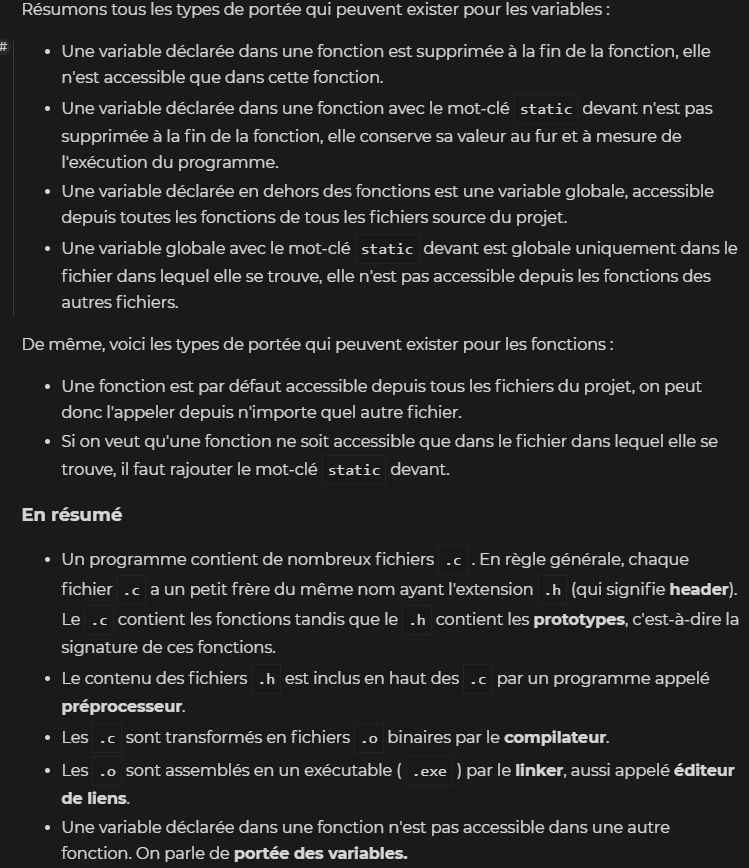 Résumons tous les types de portée qui peuvent exister pour les variables :
#
• Une variable déclarée dans une fonction est supprimée à la fin de la fonction, elle
n'est accessible que dans cette fonction.
• Une variable déclarée dans une fonction avec le mot-clé static devant n'est pas
supprimée à la fin de la fonction, elle conserve sa valeur au fur et à mesure de
l'exécution du programme.
• Une variable déclarée en dehors des fonctions est une variable globale, accessible
depuis toutes les fonctions de tous les fichiers source du projet.
• Une variable globale avec le mot-clé static devant est globale uniquement dans le
fichier dans lequel elle se trouve, elle n'est pas accessible depuis les fonctions des
autres fichiers.
De même, voici les types de portée qui peuvent exister pour les fonctions :
• Une fonction est par défaut accessible depuis tous les fichiers du projet, on peut
donc l'appeler depuis n'importe quel autre fichier.
• Si on veut qu'une fonction ne soit accessible que dans le fichier dans lequel elle se
trouve, il faut rajouter le mot-clé static devant.
En résumé
• Un programme contient de nombreux fichiers .c . En règle générale, chaque
fichier .c a un petit frère du même nom ayant l'extension .h (qui signifie header).
Le .c contient les fonctions tandis que le .h contient les prototypes, c'est-à-dire la
signature de ces fonctions.
• Le contenu des fichiers .h est inclus en haut des .c par un programme appelé
préprocesseur.
• Les .c sont transformés en fichiers .o binaires par le compilateur.
• Les .o sont assemblés en un exécutable ( .exe ) par le linker, aussi appelé éditeur
de liens.
• Une variable déclarée dans une fonction n'est pas accessible dans une autre
fonction. On parle de portée des variables.